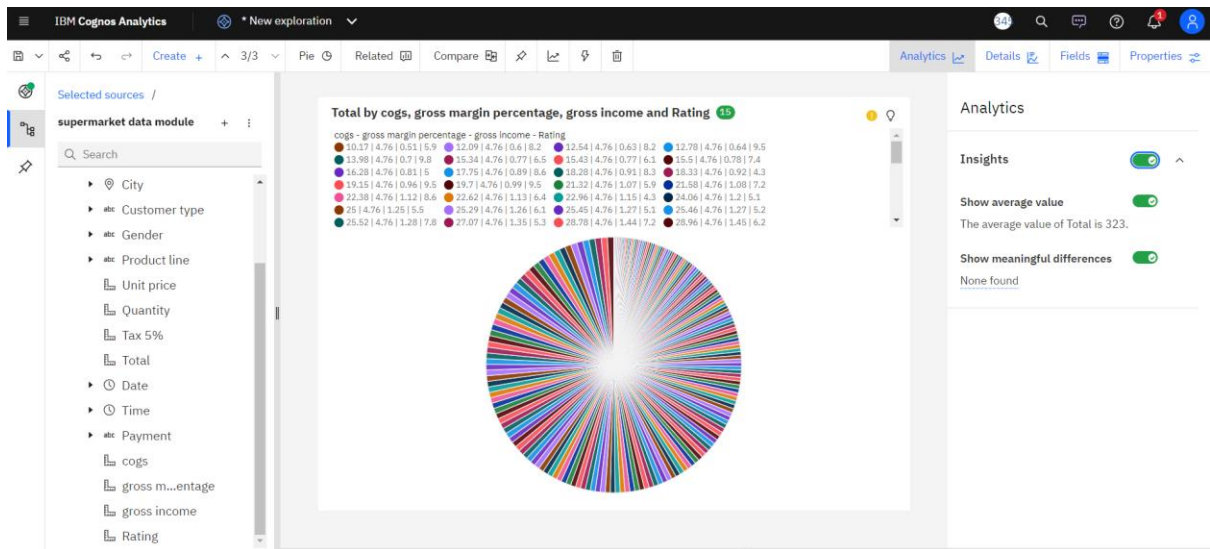 IBM Cognos Analytics
* New exploration
1
Create +
3/3
Pie
Related
Compare
Analytics
Details
Fields
Properties
Selected sources /
supermarket data module
Search
City
abc Customer type
abc Gender
abc Product line
Unit price
Quantity
Tax 5%
Total
Date
Time
abc Payment
cogs
gross m...entage
gross income
Rating
Total by cogs, gross margin percentage, gross income and Rating 15
cogs - gross margin percentage - gross income - Rating
10.17 | 4.76 | 0.51 | 5.9 12.09 | 4.76 | 0.6 | 8.2 12.54 | 4.76 | 0.63 | 8.2 12.78 | 4.76 | 0.64 | 9.5
13.98 | 4.76 | 0.7 | 9.8 15.34 | 4.76 | 0.77 | 6.5 15.43 | 4.76 | 0.77 | 6.1 15.5 | 4.76 | 0.78 | 7.4
16.28 | 4.76 | 0.81 | 5 17.75 | 4.76 | 0.89 | 8.6 18.28 | 4.76 | 0.91 | 8.3 18.33 | 4.76 | 0.92 | 4.3
19.15 | 4.76 | 0.96 | 9.5 19.7 | 4.76 | 0.99 | 9.5 21.32 | 4.76 | 1.07 | 5.9 21.58 | 4.76 | 1.08 | 7.2
22.38 | 4.76 | 1.12 | 8.6 22.62 | 4.76 | 1.13 | 6.4 22.96 | 4.76 | 1.15 | 4.3 24.06 | 4.76 | 1.2 | 5.1
25 | 4.76 | 1.25 | 5.5 25.29 | 4.76 | 1.26 | 6.1 25.45 | 4.76 | 1.27 | 5.1 25.46 | 4.76 | 1.27 | 5.2
25.52 | 4.76 | 1.28 | 7.8 27.07 | 4.76 | 1.35 | 5.3 28.78 | 4.76 | 1.44 | 7.2 28.96 | 4.76 | 1.45 | 6.2
Analytics
Insights
Show average value
The average value of Total is 323.
Show meaningful differences
None found